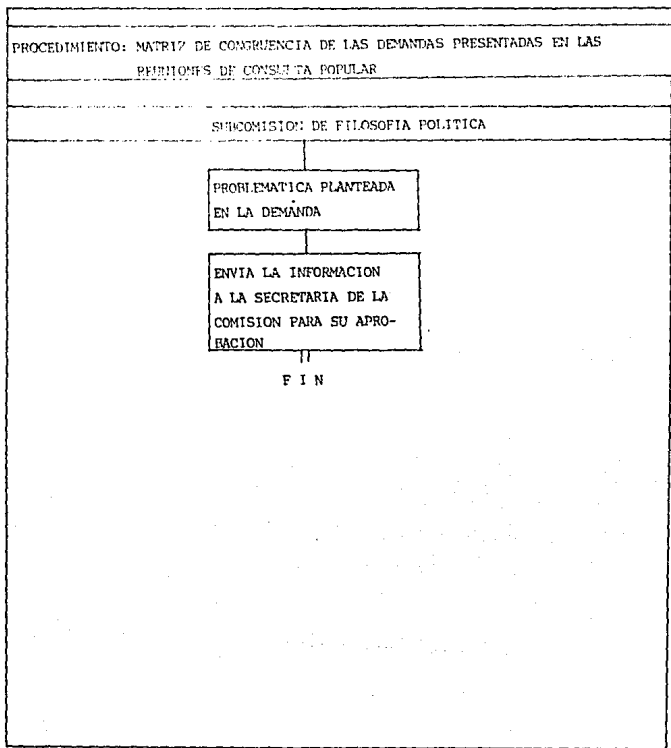 PROCEDIMIENTO: MATRIZ DE CONGRUENCIA DE LAS DEMANDAS PRESENTADAS EN LAS
REUNIONES DE CONSULTA POPULAR
SUBCOMISION DE FILOSOFIA POLITICA
PROBLEMATICA PLANTEADA
EN LA DEMANDA
ENVIA LA INFORMACION
A LA SECRETARIA DE LA
COMISION PARA SU APRO-
BACION
F I N